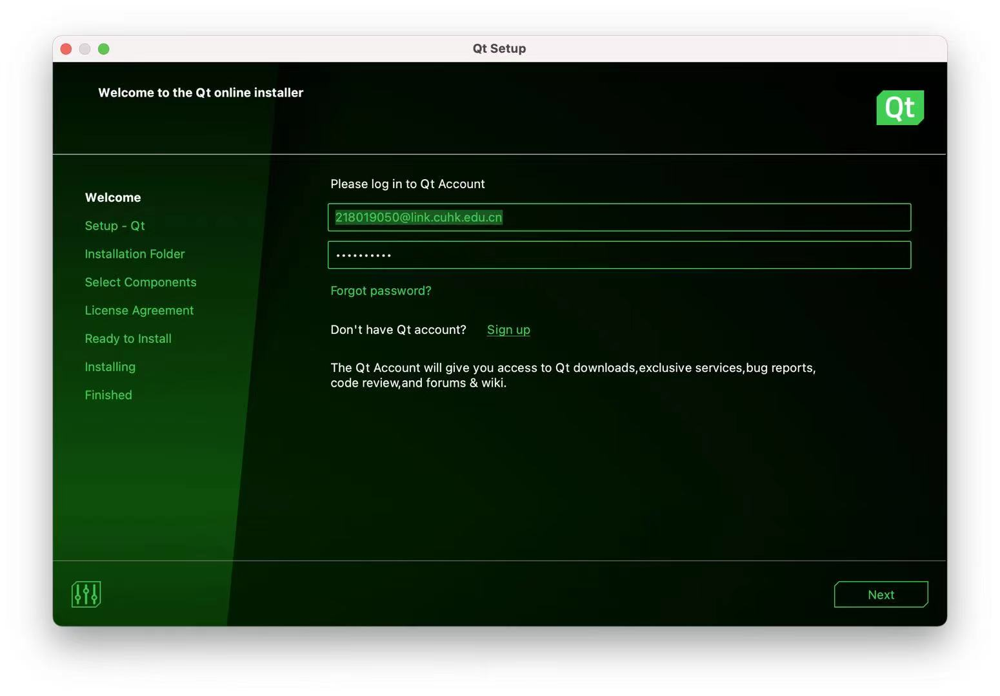 Qt Setup
Welcome to the Qt online installer
Qt
Welcome
Setup - Qt
Installation Folder
Select Components
License Agreement
Ready to Install
Installing
Finished
Please log in to Qt Account
218019050@link.cuhk.edu.cn
••••••••••
Forgot password?
Don't have Qt account? Sign up
The Qt Account will give you access to Qt downloads,exclusive services,bug reports,
code review,and forums & wiki.
Next